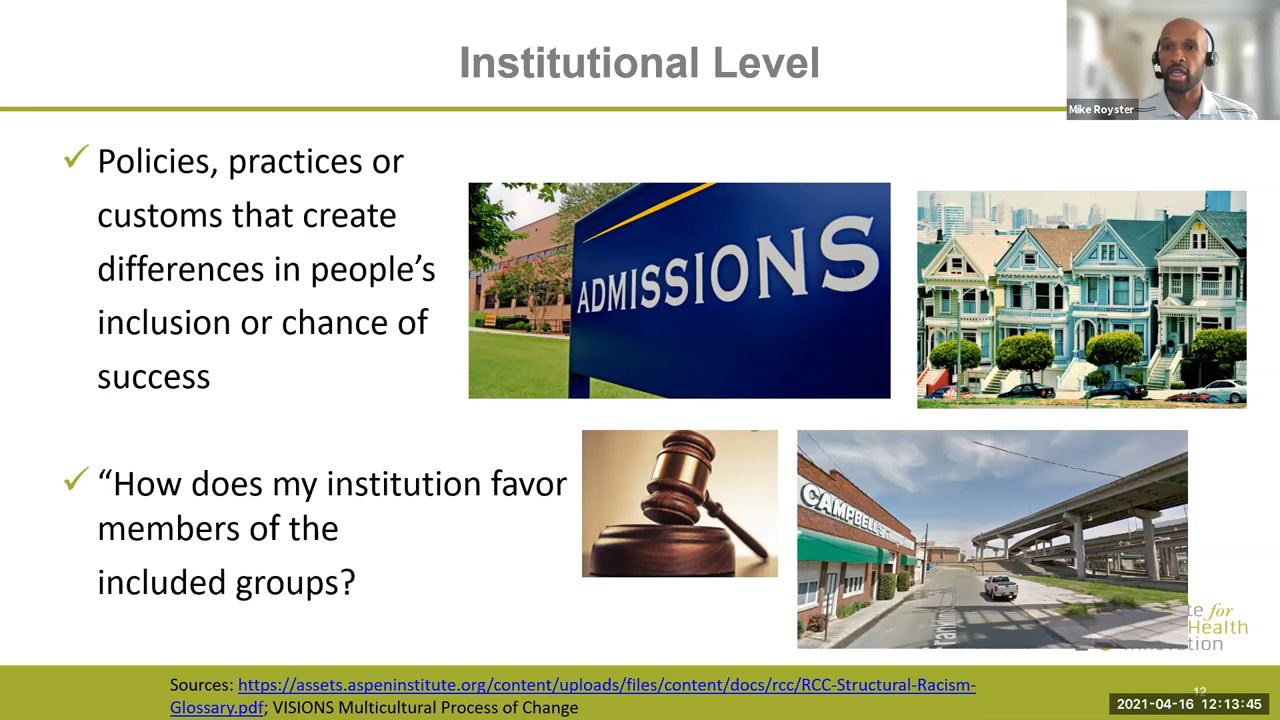 Institutional Level
Mike Royster
Policies, practices or
customs that create
differences in people’s
inclusion or chance of
success
ADMISSIONS
“How does my institution favor
members of the
included groups?
CAMPBELL'S
for
Health
Sources: https://assets.aspeninstitute.org/content/uploads/files/content/docs/rcc/RCC-Structural-Racism-
Glossary.pdf; VISIONS Multicultural Process of Change
12
2021-04-16 12:13:45